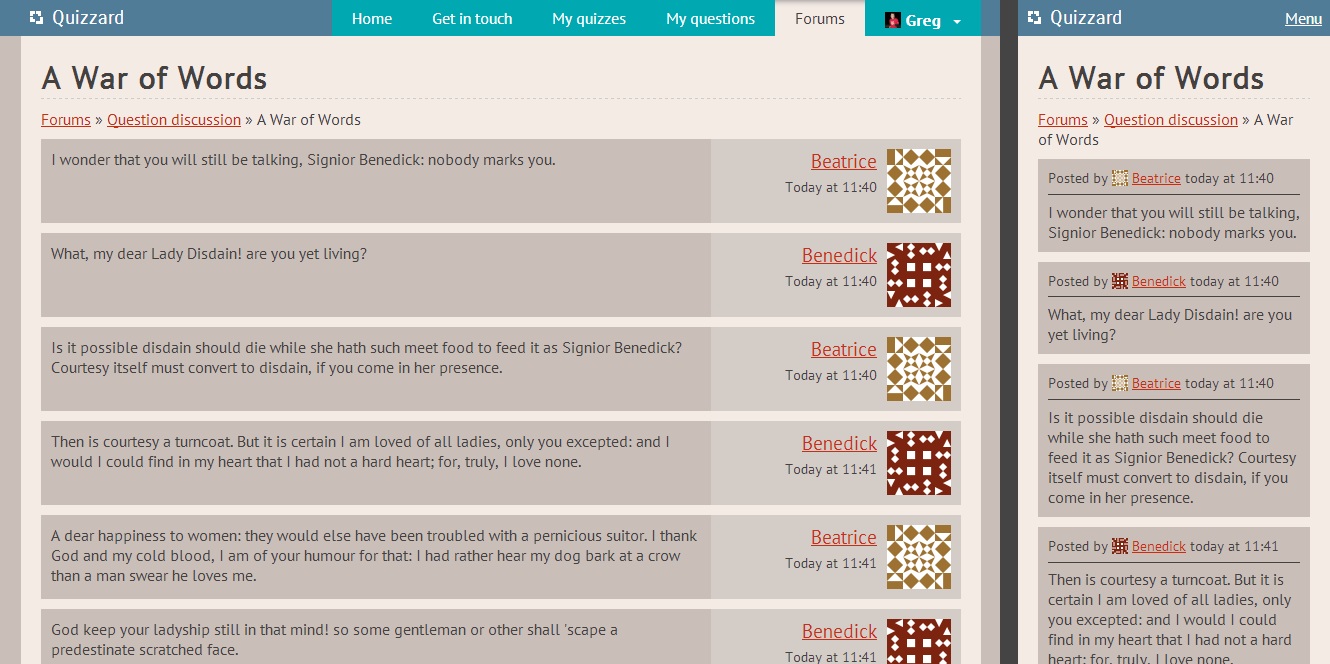 Quizzard
Home Get in touch My quizzes My questions Forums Greg
A War of Words
Forums » Question discussion » A War of Words
I wonder that you will still be talking, Signior Benedick: nobody marks you.
Beatrice
Today at 11:40
What, my dear Lady Disdain! are you yet living?
Benedick
Today at 11:40
Is it possible disdain should die while she hath such meet food to feed it as Signior Benedick?
Courtesy itself must convert to disdain, if you come in her presence.
Beatrice
Today at 11:40
Then is courtesy a turncoat. But it is certain I am loved of all ladies, only you excepted: and I
would I could find in my heart that I had not a hard heart; for, truly, I love none.
Benedick
Today at 11:41
A dear happiness to women: they would else have been troubled with a pernicious suitor. I thank
God and my cold blood, I am of your humour for that: I had rather hear my dog bark at a crow
than a man swear he loves me.
Beatrice
Today at 11:41
God keep your ladyship still in that mind! so some gentleman or other shall 'scape a
predestinate scratched face.
Benedick
Today at 11:41
Quizzard
Menu
A War of Words
Forums » Question discussion » A War
of Words
Posted by Beatrice today at 11:40
I wonder that you will still be talking,
Signior Benedick: nobody marks you.
Posted by Benedick today at 11:40
What, my dear Lady Disdain! are you
yet living?
Posted by Beatrice today at 11:40
Is it possible disdain should die
while she hath such meet food to
feed it as Signior Benedick? Courtesy
itself must convert to disdain, if you
come in her presence.
Posted by Benedick today at 11:41
Then is courtesy a turncoat. But it is
certain I am loved of all ladies, only
you excepted: and I would I could
find in my heart that I had not a hard
heart; for, truly, I love none.